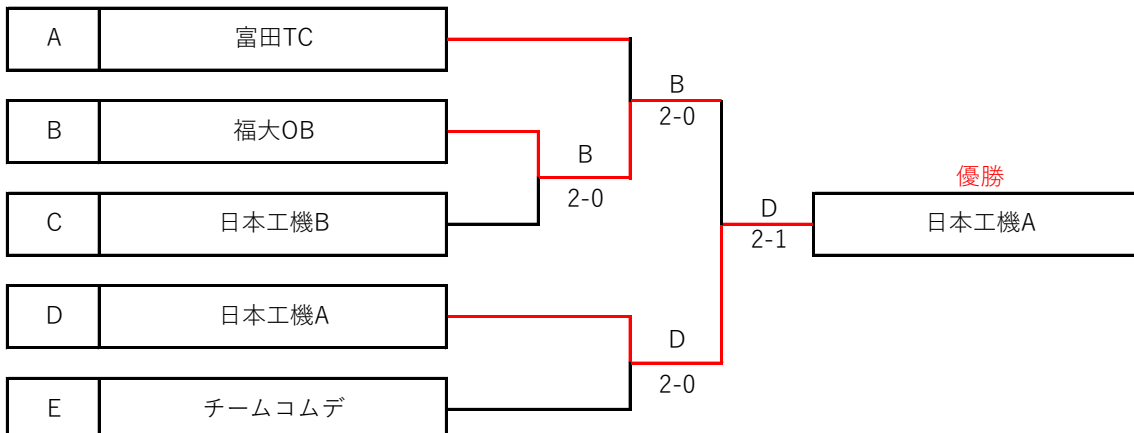 A 富田TC
B
2-0
B 福大OB
B
2-0
優勝
C 日本工機B
D
2-1
日本工機A
D 日本工機A
D
2-0
E チームコムデ